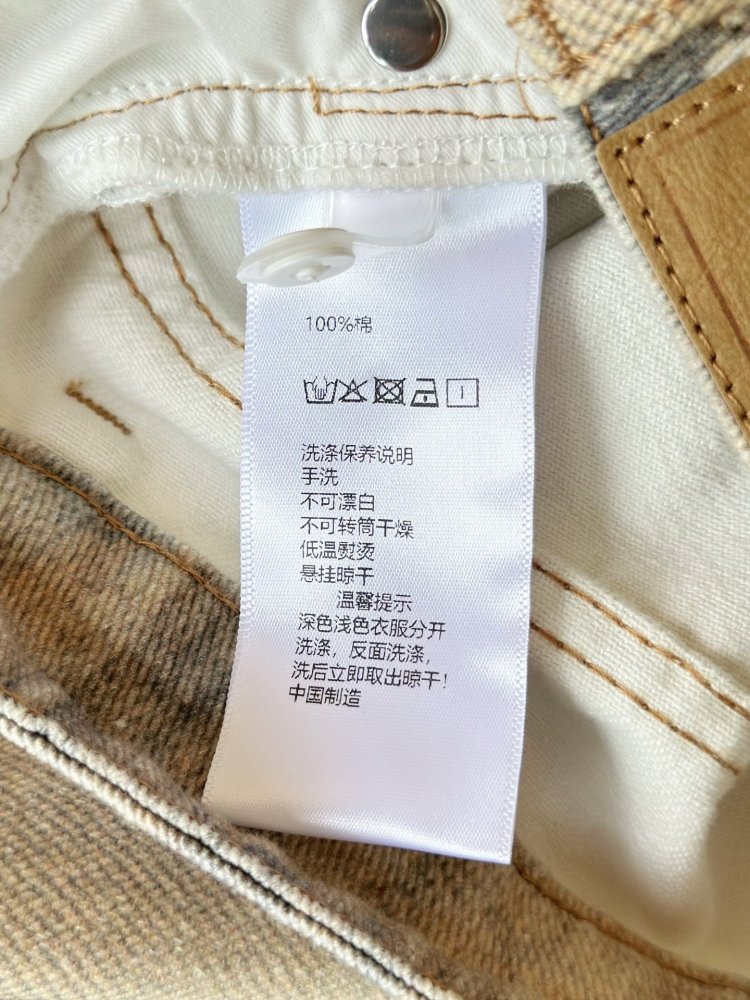 100%棉
洗涤保养说明
手洗
不可漂白
不可转筒干燥
低温熨烫
悬挂晾干
温馨提示
深色浅色衣服分开
洗涤，反面洗涤，
洗后立即取出晾干！
中国制造